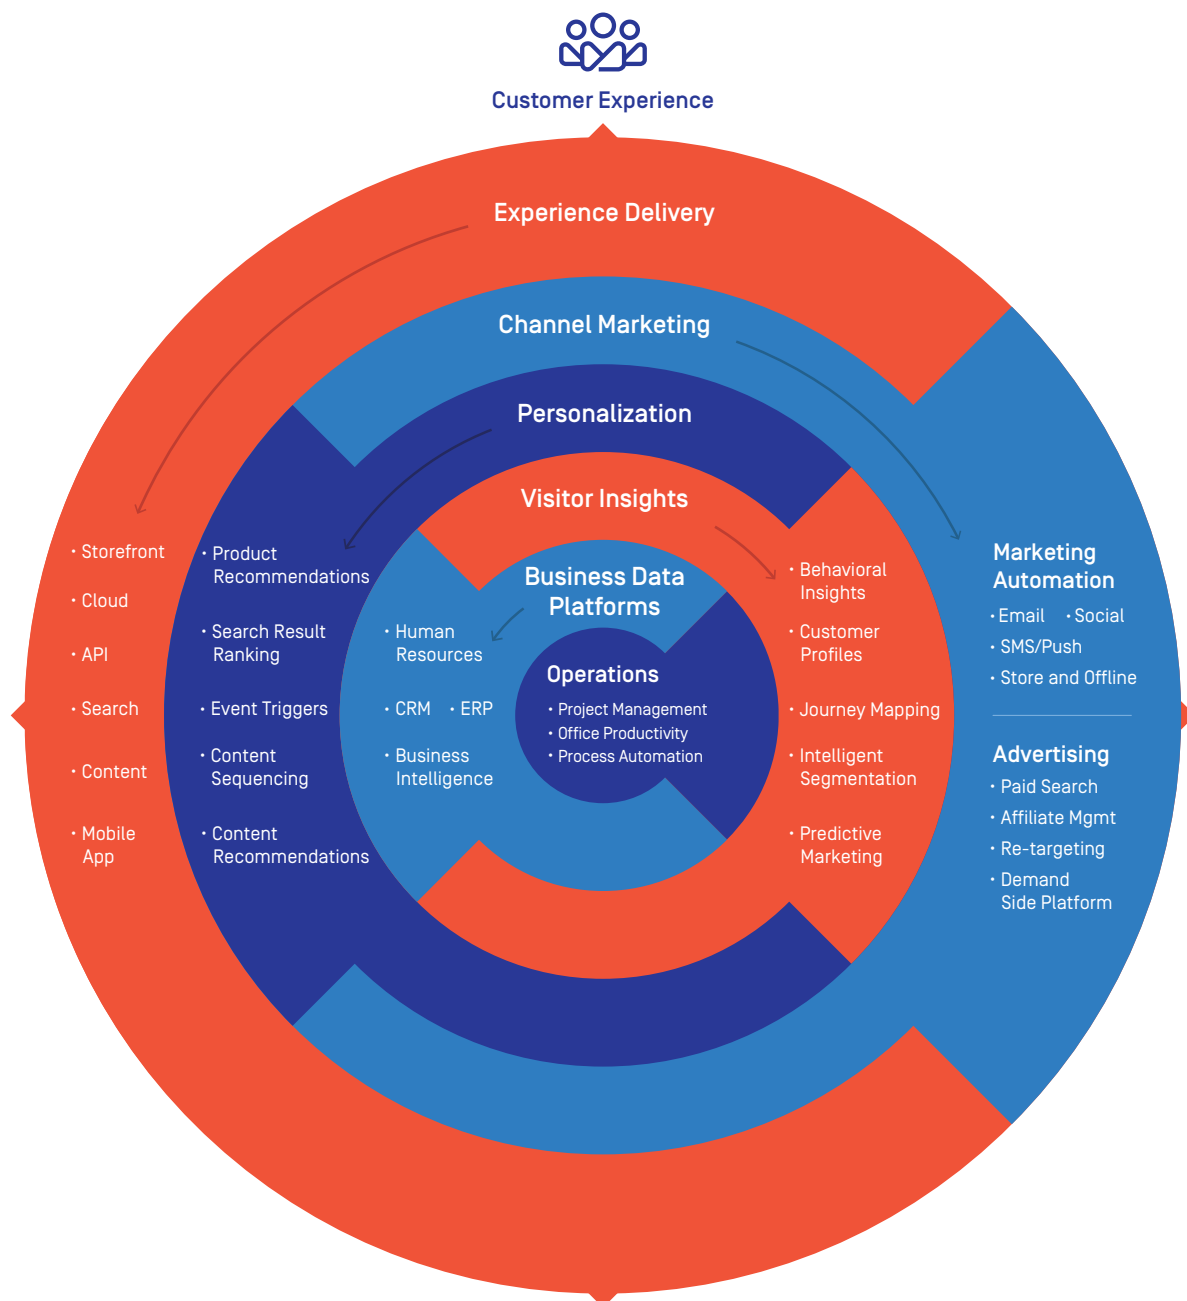 Customer Experience
Experience Delivery
Channel Marketing
Personalization
Visitor Insights
Business Data
Platforms
Operations
• Project Management
• Office Productivity
• Process Automation
• Storefront
• Cloud
• API
• Search
• Content
• Mobile
App
• Product
Recommendations
• Search Result
Ranking
• Event Triggers
• Content
Sequencing
• Content
Recommendations
• Human
Resources
• CRM • ERP
• Business
Intelligence
• Behavioral
Insights
• Customer
Profiles
• Journey Mapping
• Intelligent
Segmentation
• Predictive
Marketing
Marketing
Automation
• Email • Social
• SMS/Push
• Store and Offline
Advertising
• Paid Search
• Affiliate Mgmt
• Re-targeting
• Demand
Side Platform